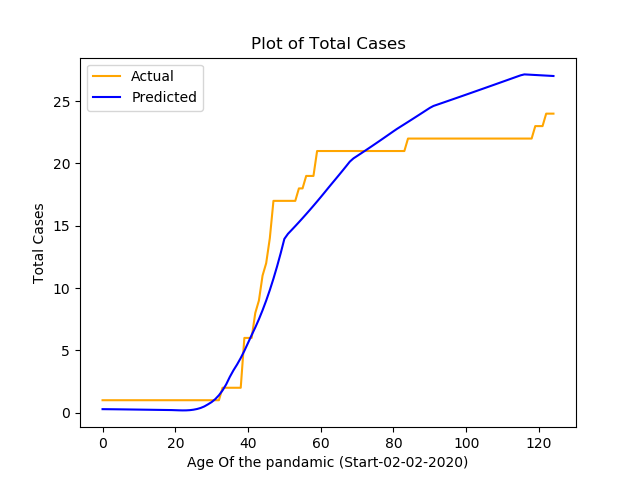 Plot of Total Cases
Actual
Predicted
25
20
15
10
5
0
Total Cases
0 20 40 60 80 100 120
Age Of the pandamic (Start-02-02-2020)